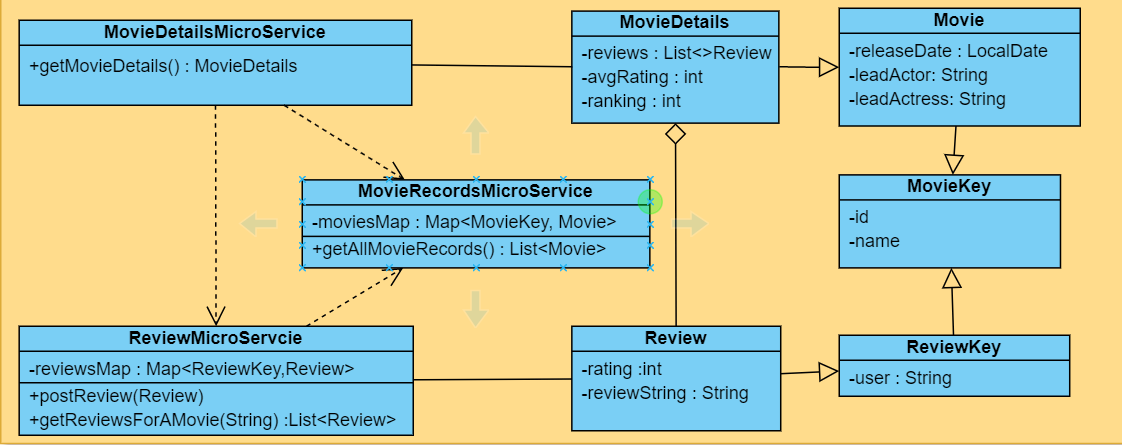 MovieDetailsMicroService
+getMovieDetails() : MovieDetails
MovieDetails
-reviews : List<>Review
-avgRating : int
-ranking : int
Movie
-releaseDate : LocalDate
-leadActor: String
-leadActress: String
MovieRecordsMicroService
-moviesMap : Map<MovieKey, Movie>
+getAllMovieRecords() : List<Movie>
MovieKey
-id
-name
ReviewMicroServcie
-reviewsMap : Map<ReviewKey,Review>
+postReview(Review)
+getReviewsForAMovie(String) :List<Review>
Review
-rating :int
-reviewString : String
ReviewKey
-user : String